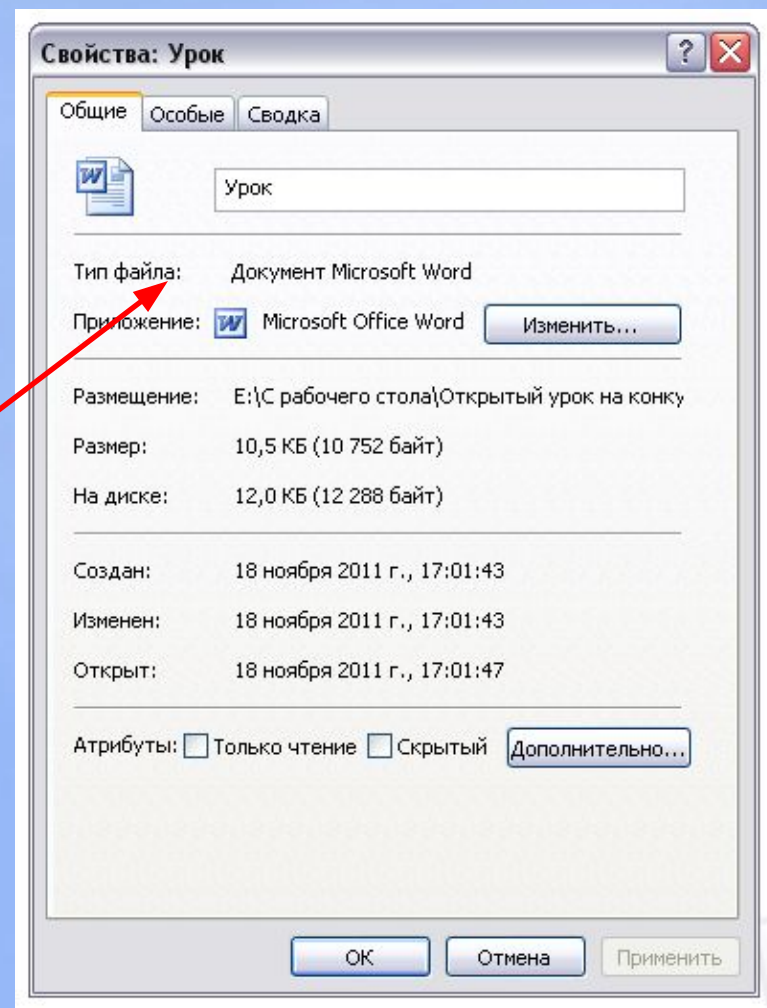 Свойства: Урок
Общие Особые Сводка
Урок
Тип файла: Документ Microsoft Word
Приложение: Microsoft Office Word Изменить...
Размещение: E:\С рабочего стола\Открытый урок на конку
Размер: 10,5 КБ (10 752 байт)
На диске: 12,0 КБ (12 288 байт)
Создан: 18 ноября 2011 г., 17:01:43
Изменен: 18 ноября 2011 г., 17:01:43
Открыт: 18 ноября 2011 г., 17:01:47
Атрибуты: Только чтение Скрытый Дополнительно...
ОК Отмена Применить